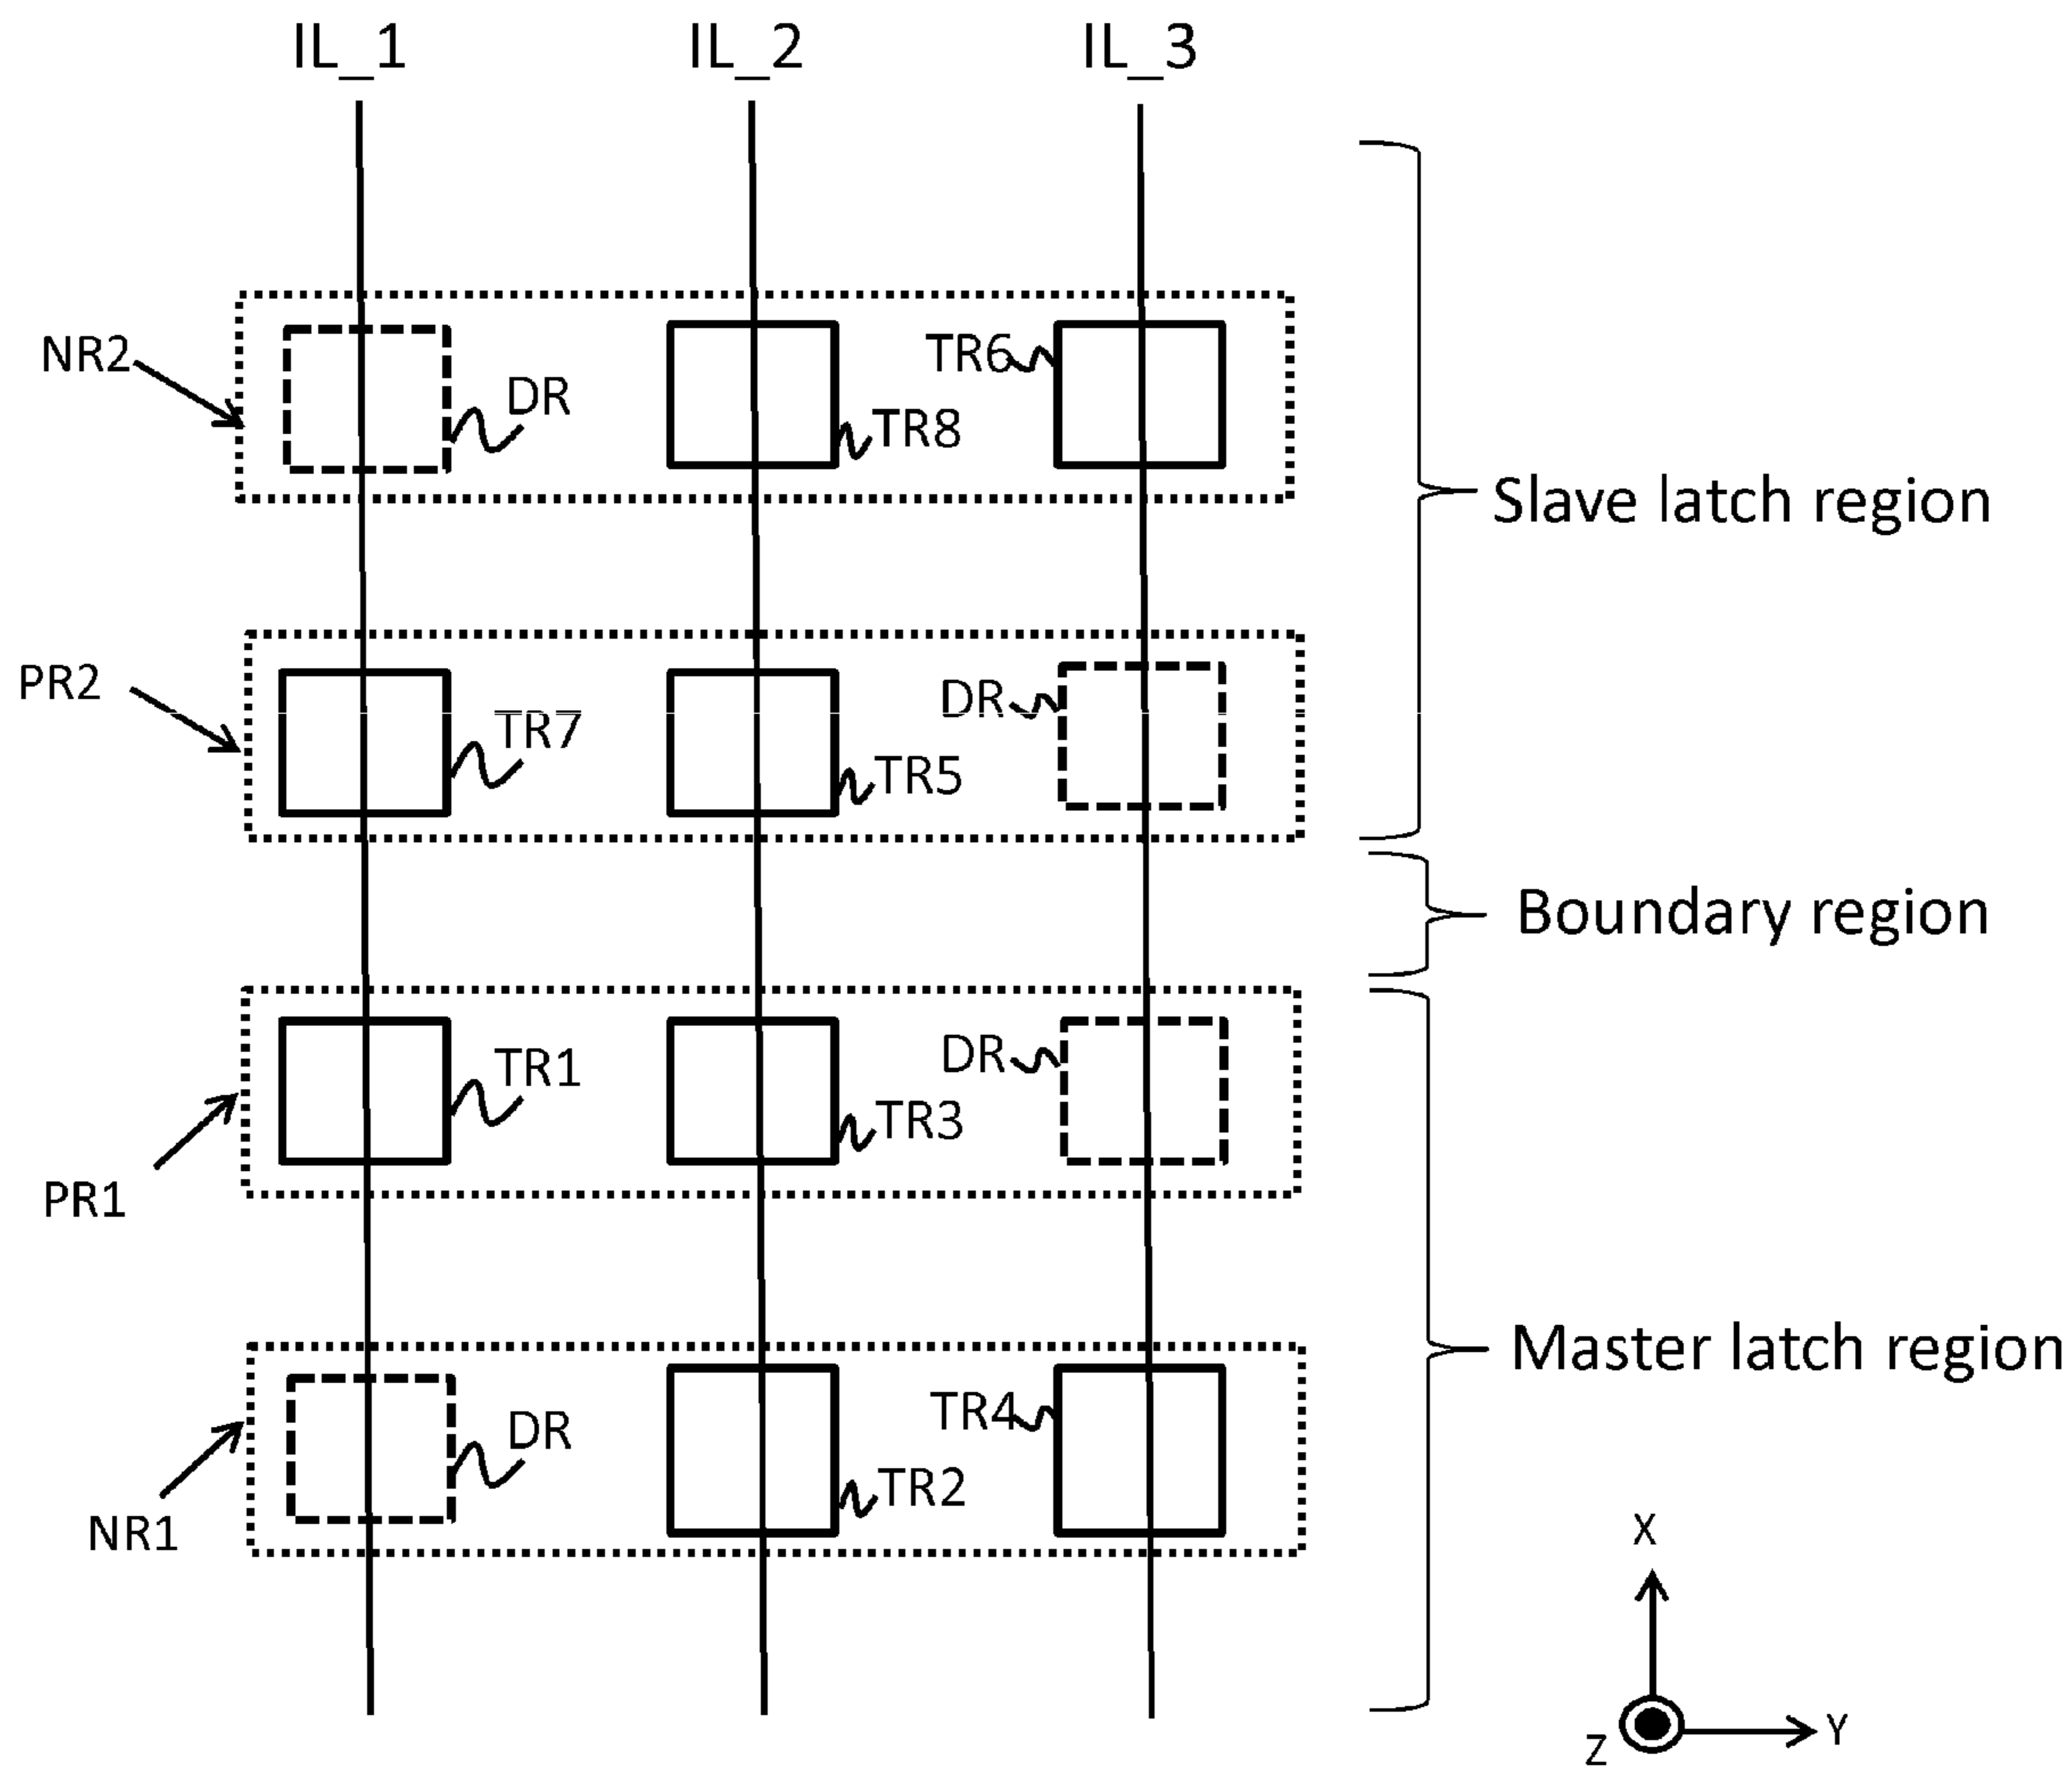 IL_1 IL_2 IL_3
NR2 DR TR8 TR6
Slave latch region
PR2 TR7 TR5 DR
Boundary region
TR1 TR3 DR
PR1
Master latch region
NR1 DR TR2 TR4
X
Z Y